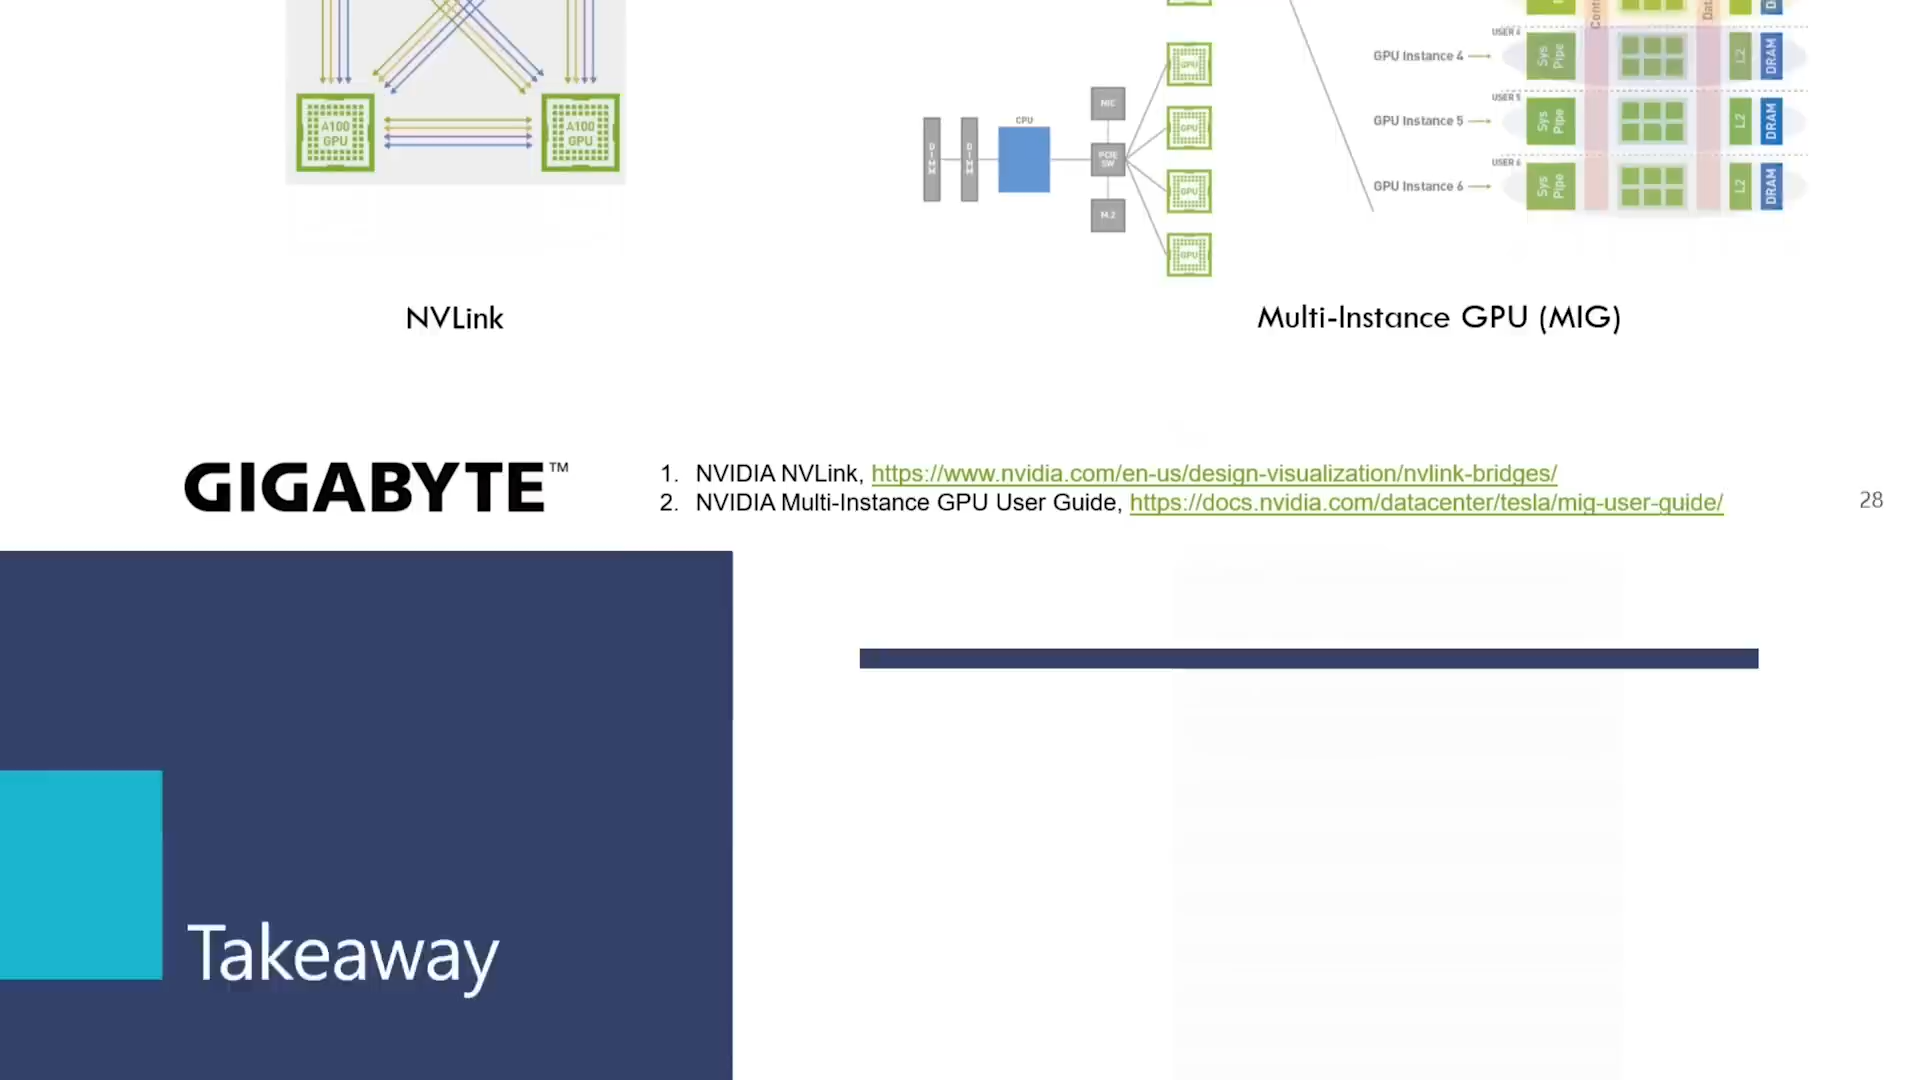 A100
GPU
A100
GPU
DIMM
DIMM
CPU
NIC
PCIE
SW
M.2
GPU
GPU
GPU
GPU
USER 4
GPU Instance 4
Sys
Pipe
L2
DRAM
USER 5
GPU Instance 5
Sys
Pipe
L2
DRAM
USER 6
GPU Instance 6
Sys
Pipe
L2
DRAM
NVLink
Multi-Instance GPU (MIG)
GIGABYTE™
1. NVIDIA NVLink, https://www.nvidia.com/en-us/design-visualization/nvlink-bridges/
2. NVIDIA Multi-Instance GPU User Guide, https://docs.nvidia.com/datacenter/tesla/mig-user-guide/
28
Takeaway